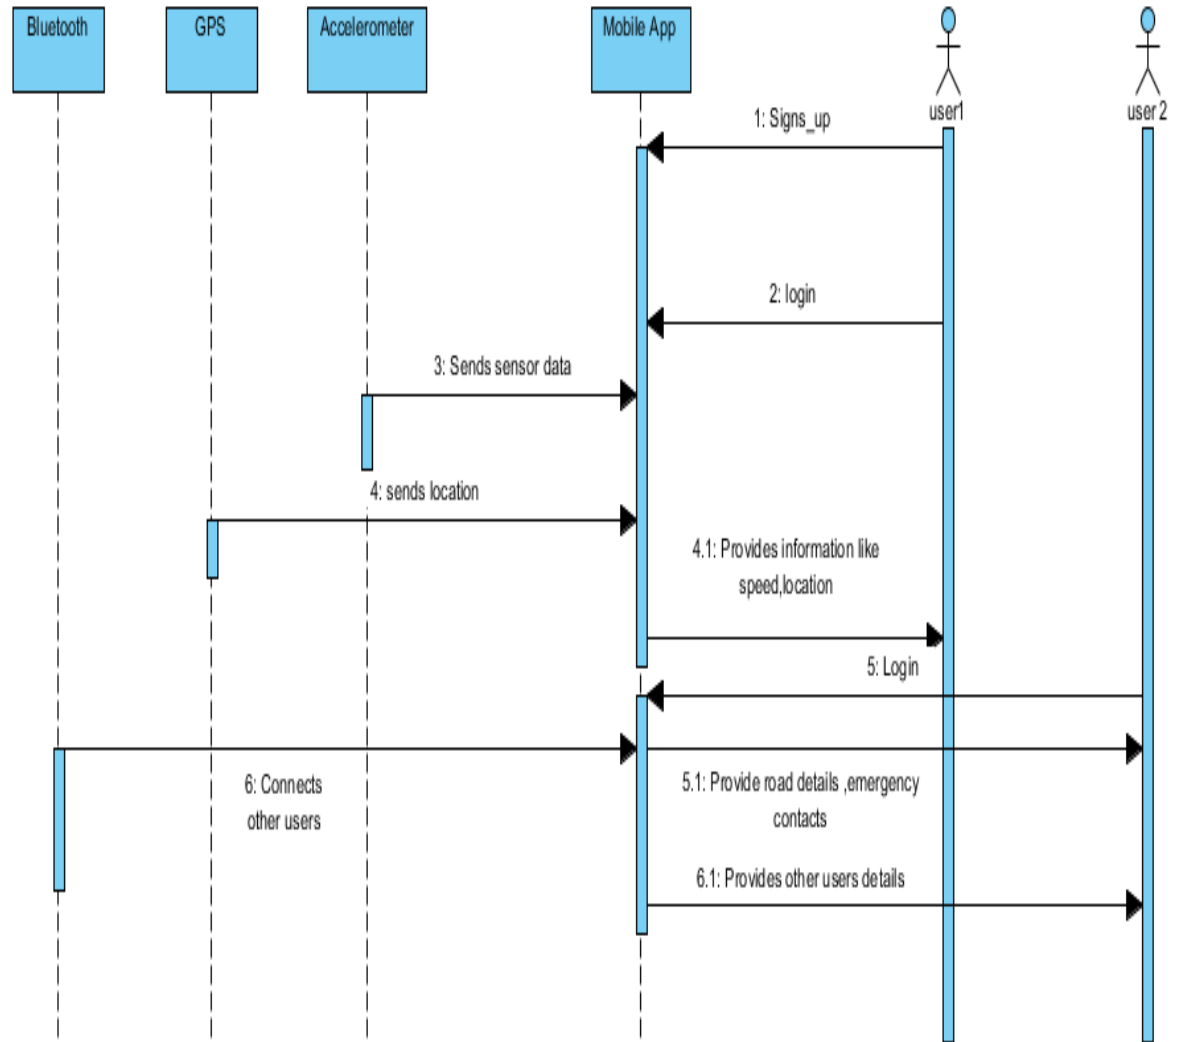 Bluetooth
GPS
Accelerometer
Mobile App
user1
user 2
1: Signs_up
2: login
3: Sends sensor data
4: sends location
4.1: Provides information like
speed,location
5: Login
6: Connects
other users
5.1: Provide road details ,emergency
contacts
6.1: Provides other users details